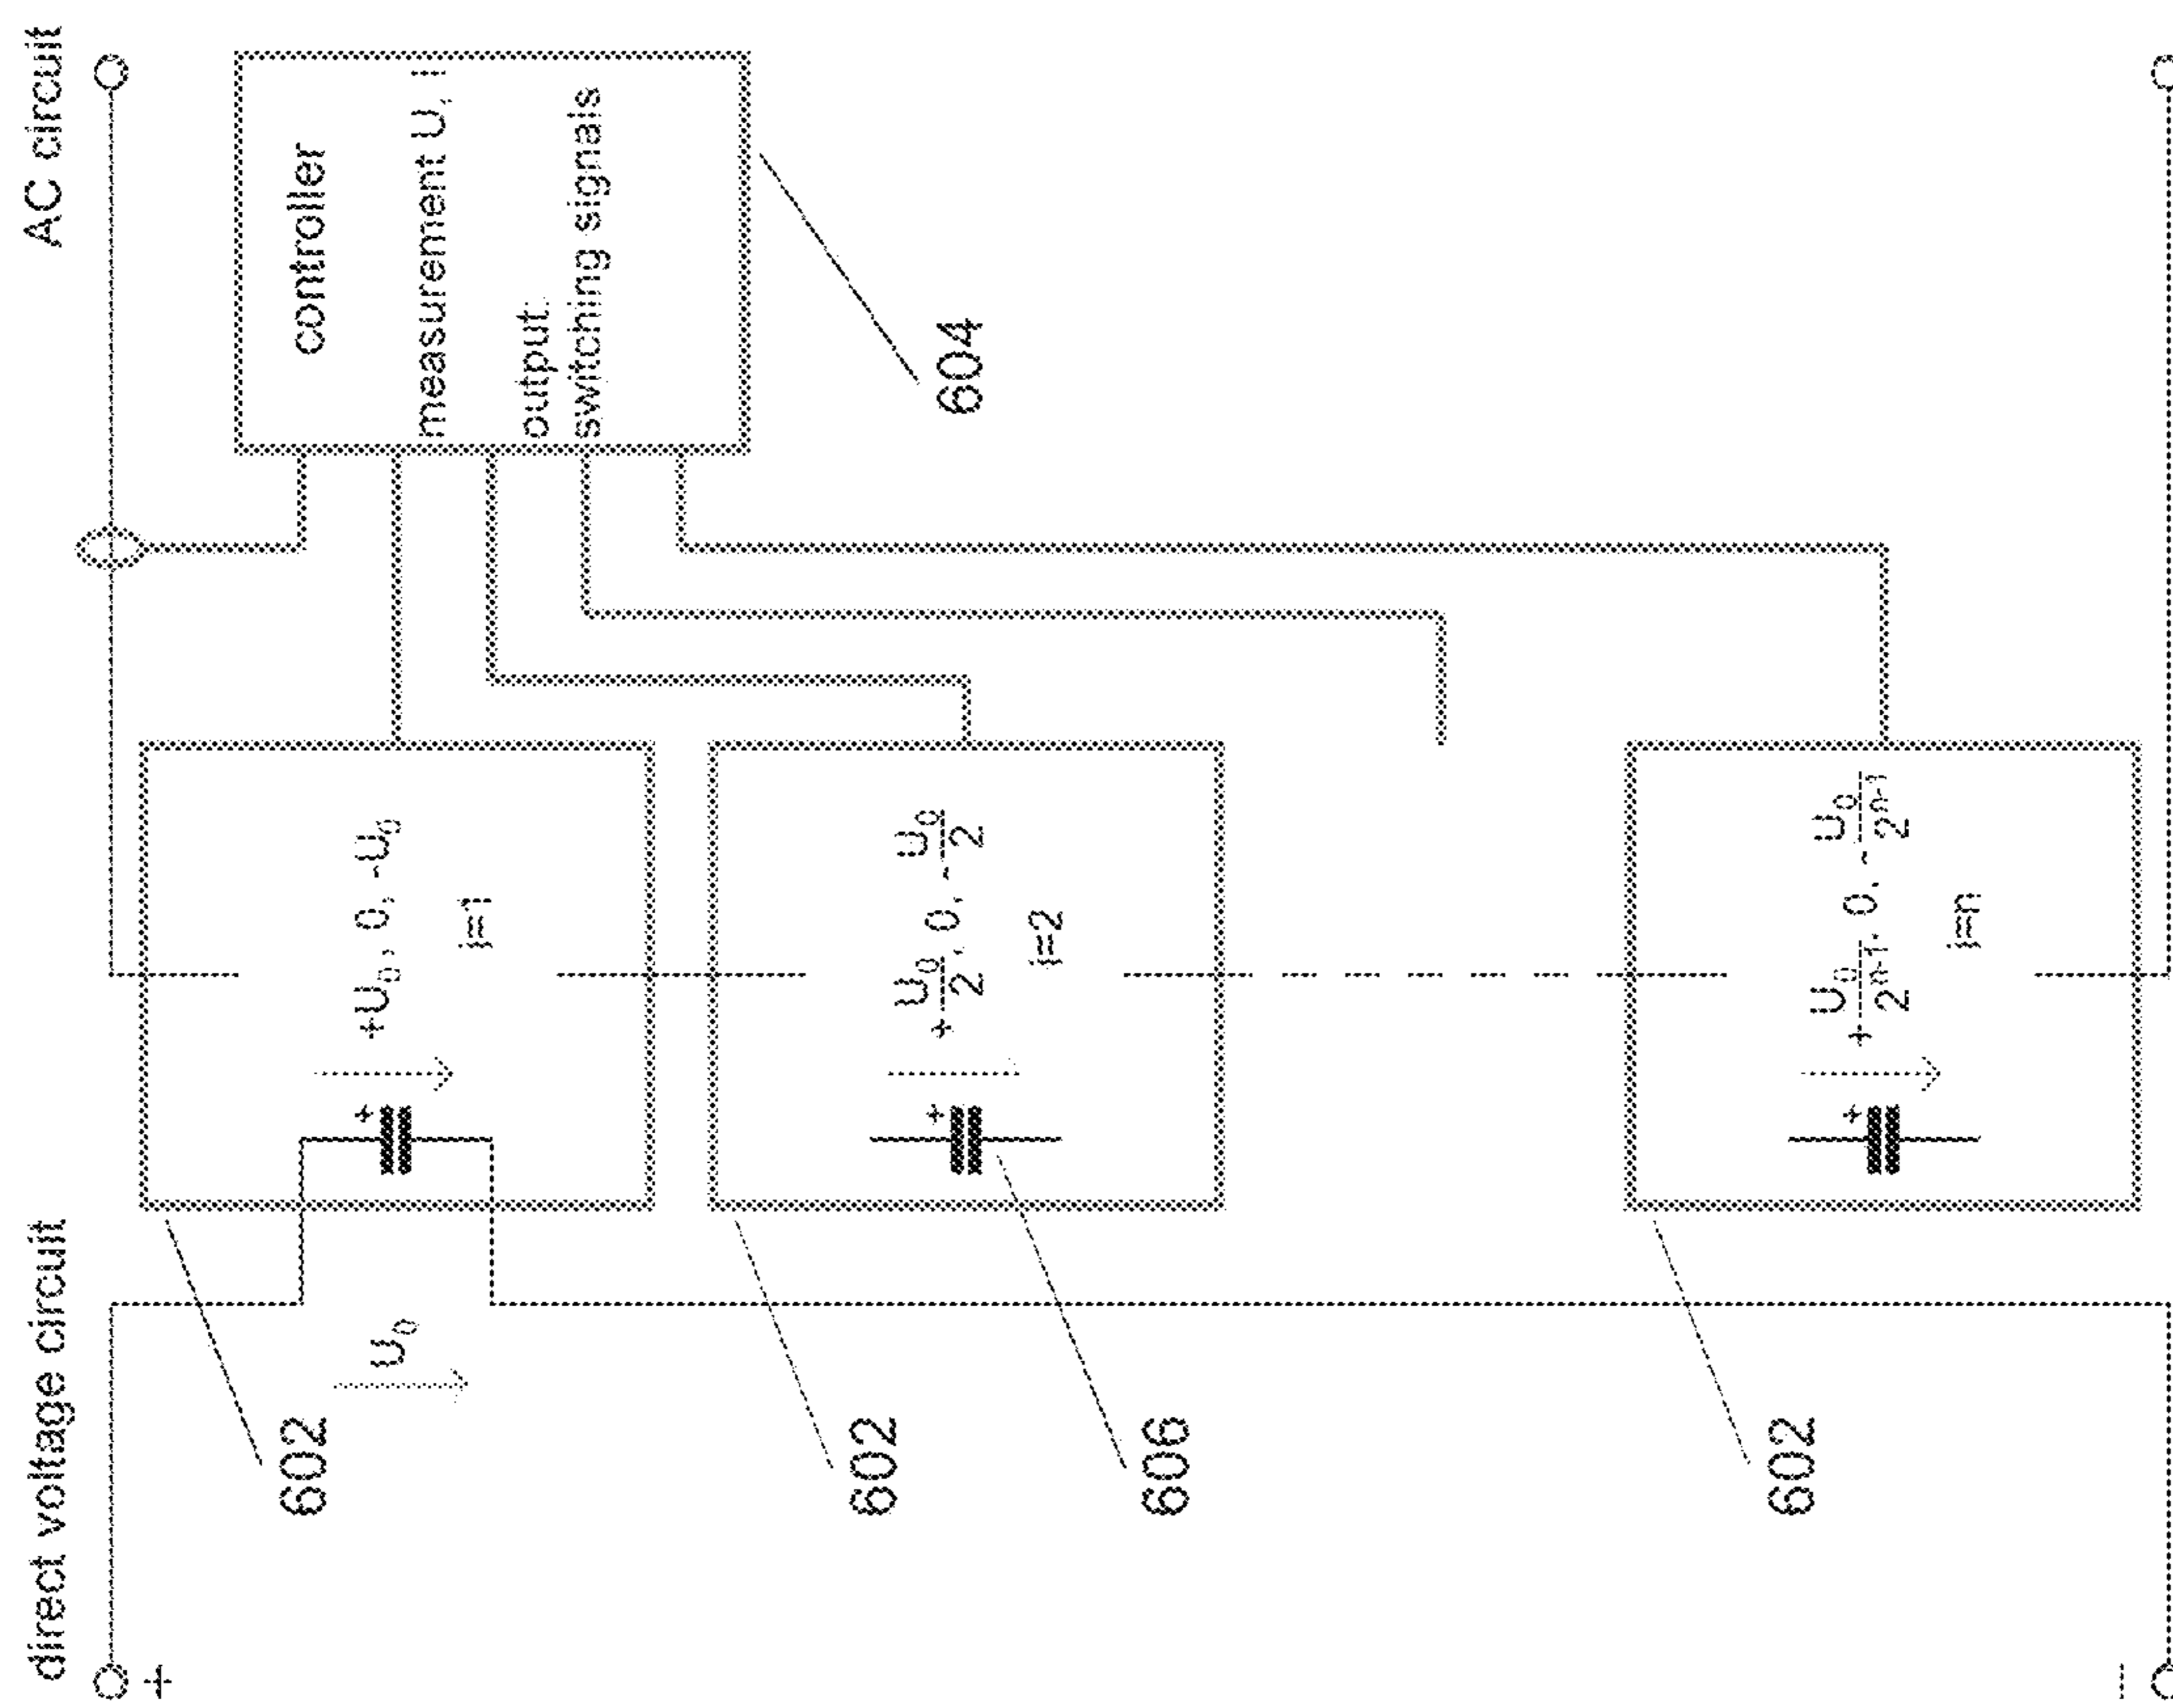 direct voltage circuit
AC circuit
+
controller
measurement U, I
output
switching signals
604
602
U₀
+
+U₀, 0, -U₀
i=1
602
+
+U₀/2, 0, -U₀/2
i=2
606
602
+
+U₀/2ⁿ⁻¹, 0, -U₀/2ⁿ⁻¹
i=n
–